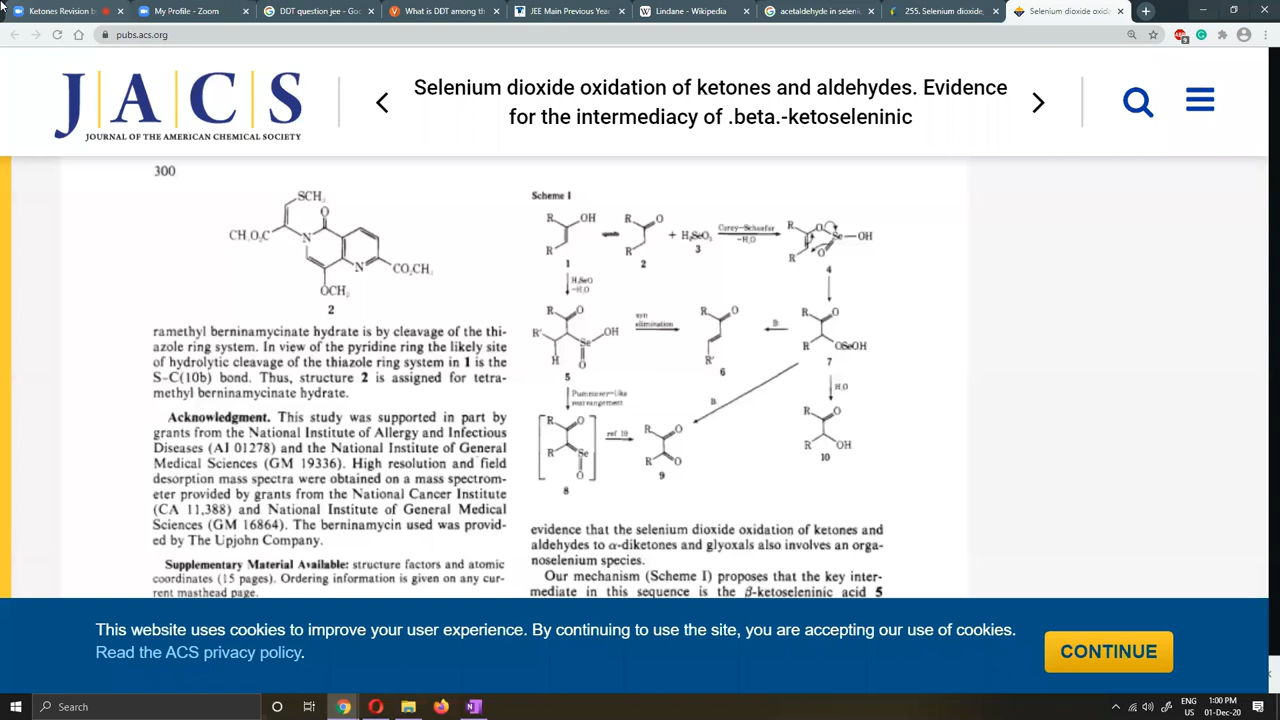 Ketones Revision b
My Profile - Zoom
DDT question jee - Goo
What is DDT among th
JEE Main Previous Year
Lindane - Wikipedia
acetaldehyde in seleni
255. Selenium dioxide,
Selenium dioxide oxid
pubs.acs.org
JACS
JOURNAL OF THE AMERICAN CHEMICAL SOCIETY
Selenium dioxide oxidation of ketones and aldehydes. Evidence
for the intermediacy of .beta.-ketoseleninic
300
SCH3
O
CH3O2C
N
N
CO2CH3
OCH3
2
ramethyl berninamycinate hydrate is by cleavage of the thi-
azole ring system. In view of the pyridine ring the likely site
of hydrolytic cleavage of the thiazole ring system in 1 is the
S-C(10b) bond. Thus, structure 2 is assigned for tetra-
methyl berninamycinate hydrate.
Acknowledgment. This study was supported in part by
grants from the National Institute of Allergy and Infectious
Diseases (AI 01278) and the National Institute of General
Medical Sciences (GM 19336). High resolution and field
desorption mass spectra were obtained on a mass spectrom-
eter provided by grants from the National Cancer Institute
(CA 11,388) and National Institute of General Medical
Sciences (GM 16864). The berninamycin used was provid-
ed by The Upjohn Company.
Supplementary Material Available: structure factors and atomic
coordinates (15 pages). Ordering information is given on any cur-
rent masthead page.
Scheme I
R OH R O + H2SeO3 Corey-Schaefer -H2O R O Se-OH
R R 3 R O
1 2 4
-H2O
R O OH syn elimination R O B: R O
R' Se R OSeOH
H O R' 7
5 6 H2O
Pummerer-like
rearrangement B: R O
R O ref 10 R O R OH
R Se R O 10
O 9
8
evidence that the selenium dioxide oxidation of ketones and
aldehydes to α-diketones and glyoxals also involves an orga-
noselenium species.
Our mechanism (Scheme I) proposes that the key inter-
mediate in this sequence is the β-ketoseleninic acid 5
This website uses cookies to improve your user experience. By continuing to use the site, you are accepting our use of cookies.
Read the ACS privacy policy.
CONTINUE
Search
ENG
US
1:00 PM
01-Dec-20